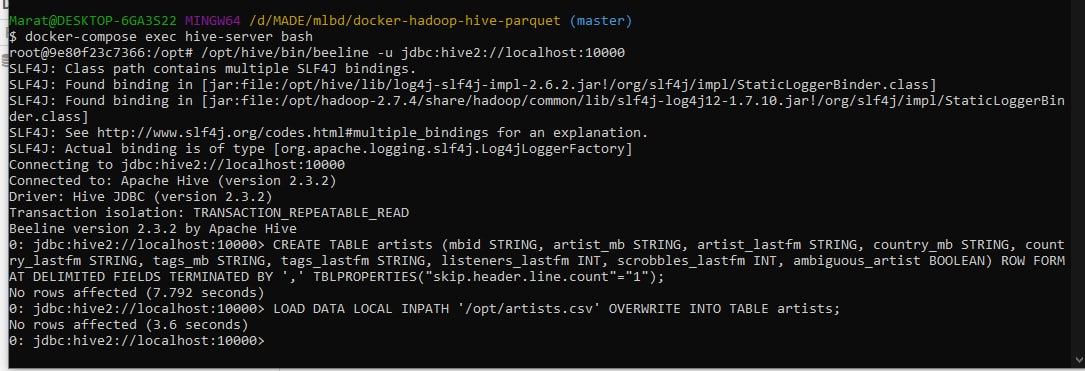 Marat@DESKTOP-6GA3S22 MINGW64 /d/MADE/mlbd/docker-hadoop-hive-parquet (master)
$ docker-compose exec hive-server bash
root@9e80f23c7366:/opt# /opt/hive/bin/beeline -u jdbc:hive2://localhost:10000
SLF4J: Class path contains multiple SLF4J bindings.
SLF4J: Found binding in [jar:file:/opt/hive/lib/log4j-slf4j-impl-2.6.2.jar!/org/slf4j/impl/StaticLoggerBinder.class]
SLF4J: Found binding in [jar:file:/opt/hadoop-2.7.4/share/hadoop/common/lib/slf4j-log4j12-1.7.10.jar!/org/slf4j/impl/StaticLoggerBin
der.class]
SLF4J: See http://www.slf4j.org/codes.html#multiple_bindings for an explanation.
SLF4J: Actual binding is of type [org.apache.logging.slf4j.Log4jLoggerFactory]
Connecting to jdbc:hive2://localhost:10000
Connected to: Apache Hive (version 2.3.2)
Driver: Hive JDBC (version 2.3.2)
Transaction isolation: TRANSACTION_REPEATABLE_READ
Beeline version 2.3.2 by Apache Hive
0: jdbc:hive2://localhost:10000> CREATE TABLE artists (mbid STRING, artist_mb STRING, artist_lastfm STRING, country_mb STRING, count
ry_lastfm STRING, tags_mb STRING, tags_lastfm STRING, listeners_lastfm INT, scrobbles_lastfm INT, ambiguous_artist BOOLEAN) ROW FORM
AT DELIMITED FIELDS TERMINATED BY ',' TBLPROPERTIES("skip.header.line.count"="1");
No rows affected (7.792 seconds)
0: jdbc:hive2://localhost:10000> LOAD DATA LOCAL INPATH '/opt/artists.csv' OVERWRITE INTO TABLE artists;
No rows affected (3.6 seconds)
0: jdbc:hive2://localhost:10000>